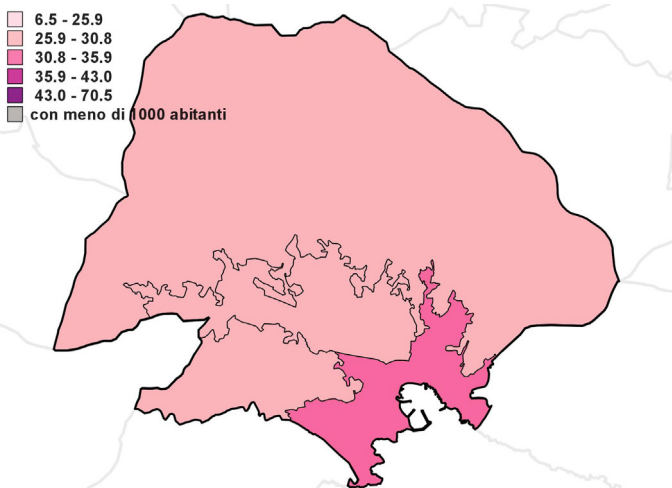 6.5 - 25.9
25.9 - 30.8
30.8 - 35.9
35.9 - 43.0
43.0 - 70.5
con meno di 1000 abitanti